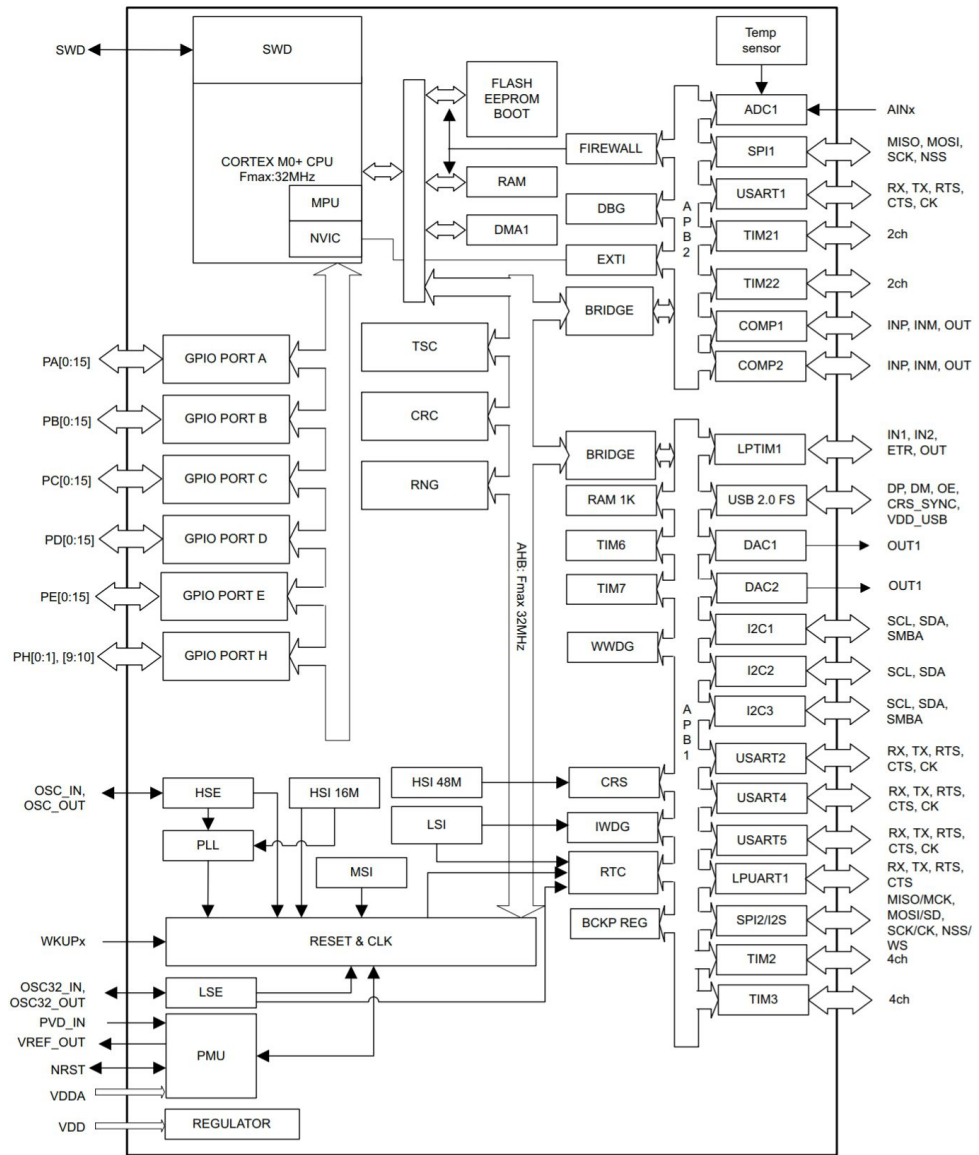 SWD
SWD
CORTEX M0+ CPU
Fmax:32MHz
MPU
NVIC
FLASH
EEPROM
BOOT
RAM
DMA1
FIREWALL
DBG
EXTI
BRIDGE
APB2
Temp
sensor
ADC1
AINx
SPI1
MISO, MOSI,
SCK, NSS
USART1
RX, TX, RTS,
CTS, CK
TIM21
2ch
TIM22
2ch
COMP1
INP, INM, OUT
COMP2
INP, INM, OUT
PA[0:15]
GPIO PORT A
PB[0:15]
GPIO PORT B
PC[0:15]
GPIO PORT C
PD[0:15]
GPIO PORT D
PE[0:15]
GPIO PORT E
PH[0:1], [9:10]
GPIO PORT H
TSC
CRC
RNG
AHB: Fmax 32MHz
BRIDGE
RAM 1K
TIM6
TIM7
WWDG
APB1
LPTIM1
IN1, IN2,
ETR, OUT
USB 2.0 FS
DP, DM, OE,
CRS_SYNC,
VDD_USB
DAC1
OUT1
DAC2
OUT1
I2C1
SCL, SDA,
SMBA
I2C2
SCL, SDA
I2C3
SCL, SDA,
SMBA
USART2
RX, TX, RTS,
CTS, CK
USART4
RX, TX, RTS,
CTS, CK
USART5
RX, TX, RTS,
CTS, CK
LPUART1
RX, TX, RTS,
CTS
SPI2/I2S
MISO/MCK,
MOSI/SD,
SCK/CK, NSS/
WS
TIM2
4ch
TIM3
4ch
OSC_IN,
OSC_OUT
HSE
HSI 16M
PLL
MSI
HSI 48M
CRS
LSI
IWDG
RTC
BCKP REG
WKUPx
RESET & CLK
OSC32_IN,
OSC32_OUT
LSE
PVD_IN
VREF_OUT
NRST
VDDA
PMU
VDD
REGULATOR